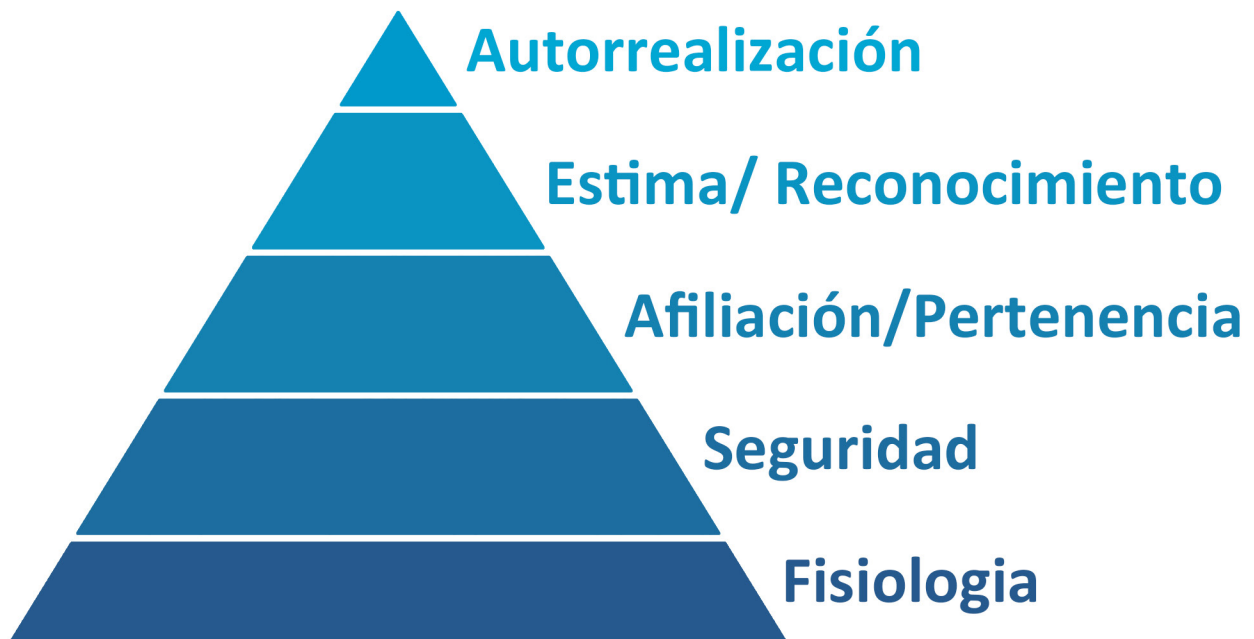 Autorrealización
Estima/ Reconocimiento
Afiliación/Pertenencia
Seguridad
Fisiologia